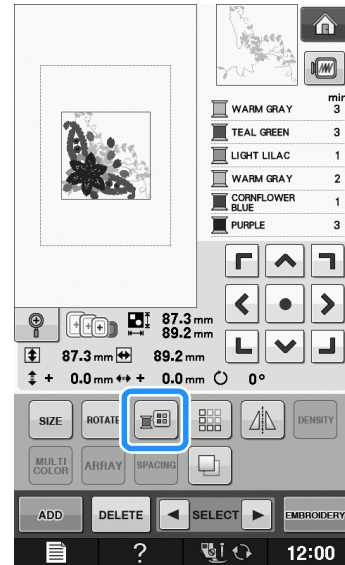 min
WARM GRAY 3
TEAL GREEN 3
LIGHT LILAC 1
WARM GRAY 2
CORNFLOWER
BLUE 1
PURPLE 3
87.3 mm
89.2 mm
87.3 mm 89.2 mm
+ 0.0 mm + 0.0 mm 0°
SIZE ROTATE DENSITY
MULTI
COLOR ARRAY SPACING
ADD DELETE SELECT EMBROIDERY
? 12:00